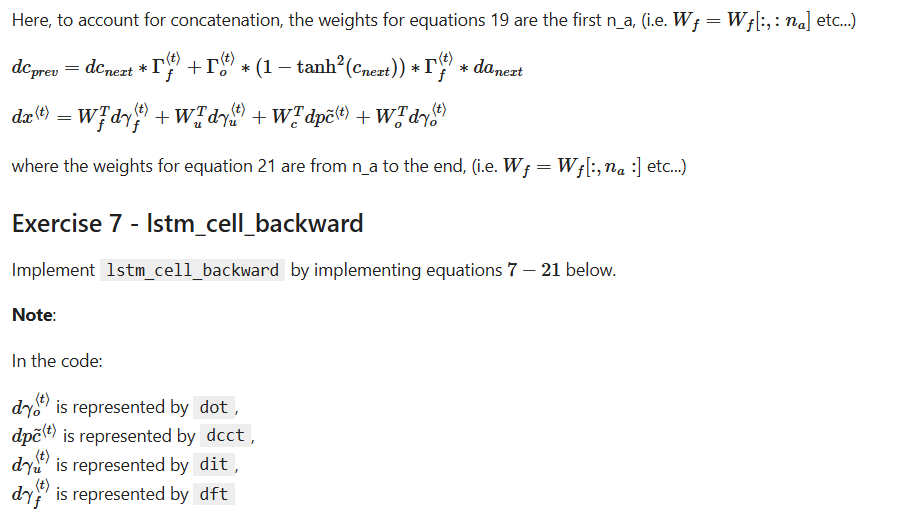 Here, to account for concatenation, the weights for equations 19 are the first n_a, (i.e. $W_f = W_f[:,:n_a]$ etc...)
$dc_{prev} = dc_{next} * \Gamma_f^{\langle t \rangle} + \Gamma_o^{\langle t \rangle} * (1 - \tanh^2(c_{next})) * \Gamma_f^{\langle t \rangle} * da_{next}$
$dx^{\langle t \rangle} = W_f^T d\gamma_f^{\langle t \rangle} + W_u^T d\gamma_u^{\langle t \rangle} + W_c^T dp\tilde{c}^{\langle t \rangle} + W_o^T d\gamma_o^{\langle t \rangle}$
where the weights for equation 21 are from n_a to the end, (i.e. $W_f = W_f[:,n_a:]$ etc...)
Exercise 7 - lstm_cell_backward
Implement lstm_cell_backward by implementing equations 7 − 21 below.
Note:
In the code:
$d\gamma_o^{\langle t \rangle}$ is represented by dot ,
$dp\tilde{c}^{\langle t \rangle}$ is represented by dcct ,
$d\gamma_u^{\langle t \rangle}$ is represented by dit ,
$d\gamma_f^{\langle t \rangle}$ is represented by dft